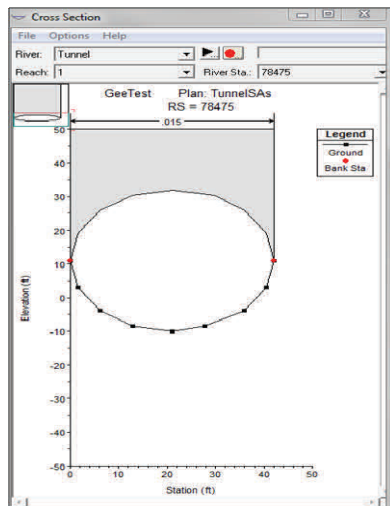 Cross Section
File Options Help
River: Tunnel
Reach: 1 River Sta.: 78475
GeeTest Plan: TunnelSAs
RS = 78475
.015
Legend
Ground
Bank Sta
Elevation (ft)
50
40
30
20
10
0
-10
-20
-30
-40
-50
0 10 20 30 40 50
Station (ft)